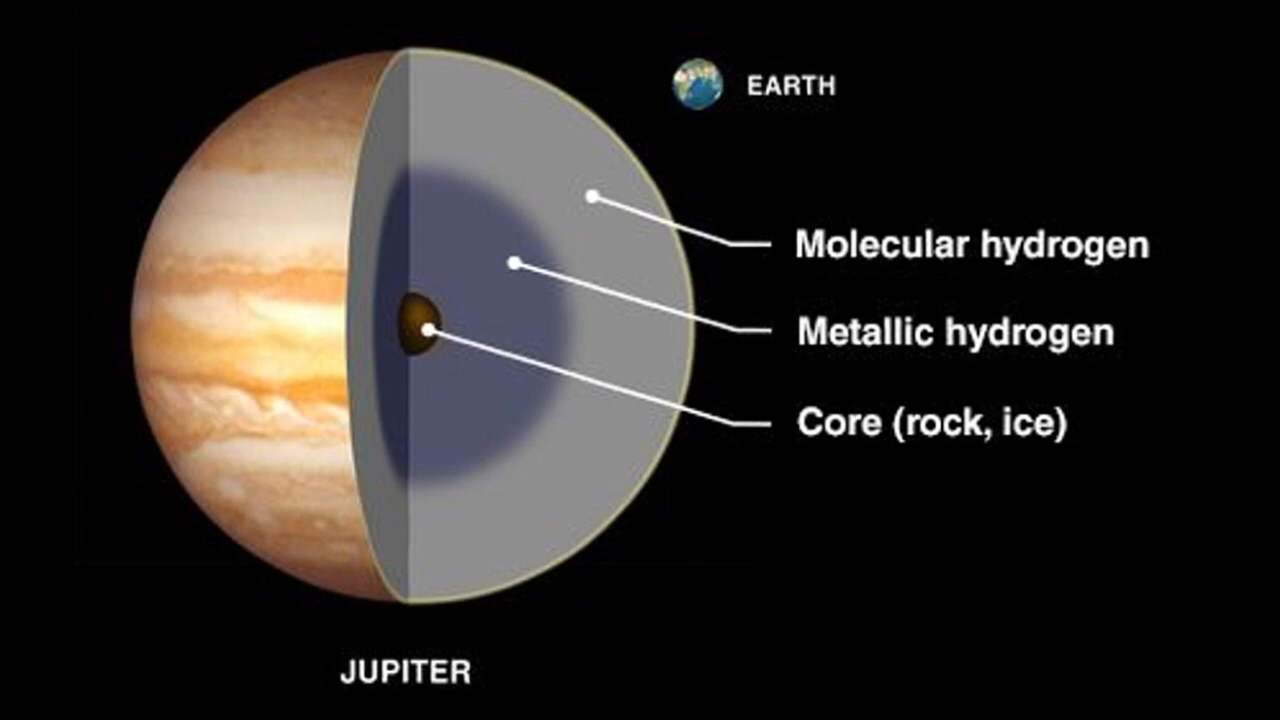 EARTH
Molecular hydrogen
Metallic hydrogen
Core (rock, ice)
JUPITER